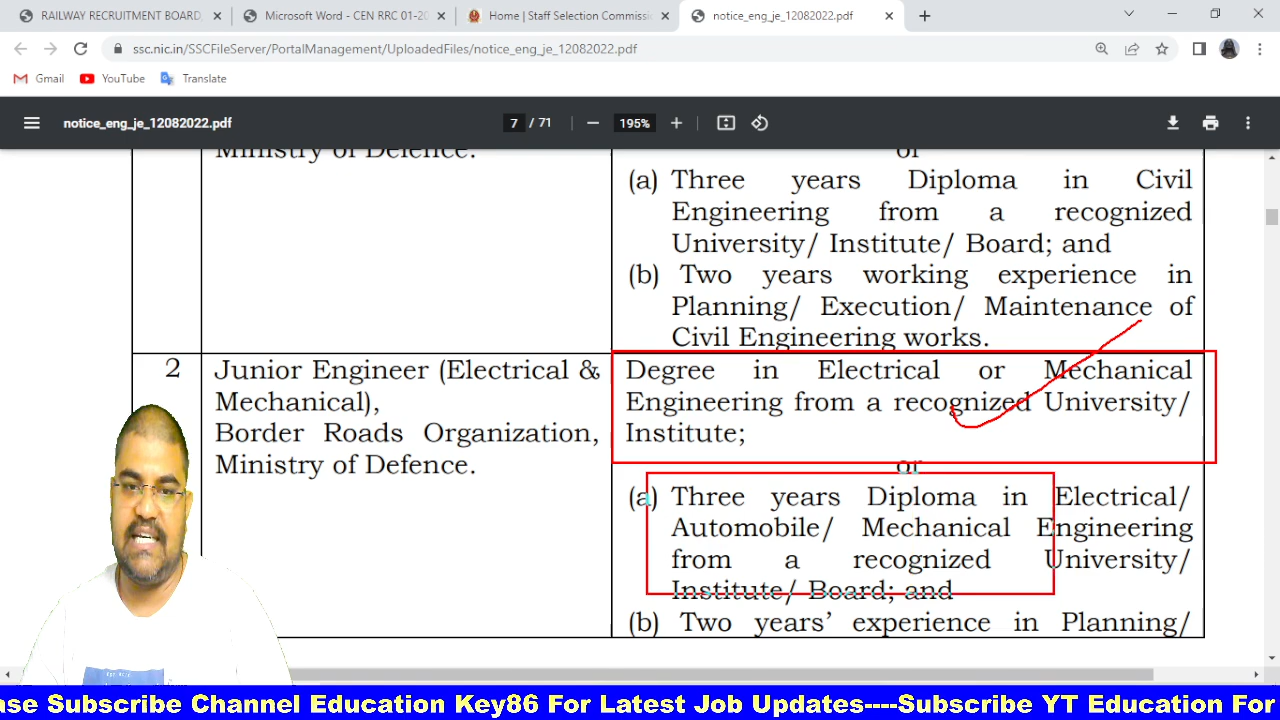 RAILWAY RECRUITMENT BOARD,
Microsoft Word - CEN RRC 01-20
Home | Staff Selection Commissi
notice_eng_je_12082022.pdf
ssc.nic.in/SSCFileServer/PortalManagement/UploadedFiles/notice_eng_je_12082022.pdf
Gmail
YouTube
Translate
notice_eng_je_12082022.pdf
7 / 71
195%
Ministry of Defence.
or
(a) Three years Diploma in Civil
Engineering from a recognized
University/ Institute/ Board; and
(b) Two years working experience in
Planning/ Execution/ Maintenance of
Civil Engineering works.
2
Junior Engineer (Electrical &
Mechanical),
Border Roads Organization,
Ministry of Defence.
Degree in Electrical or Mechanical
Engineering from a recognized University/
Institute;
or
(a) Three years Diploma in Electrical/
Automobile/ Mechanical Engineering
from a recognized University/
Institute/ Board; and
(b) Two years’ experience in Planning/
ase Subscribe Channel Education Key86 For Latest Job Updates----Subscribe YT Education For